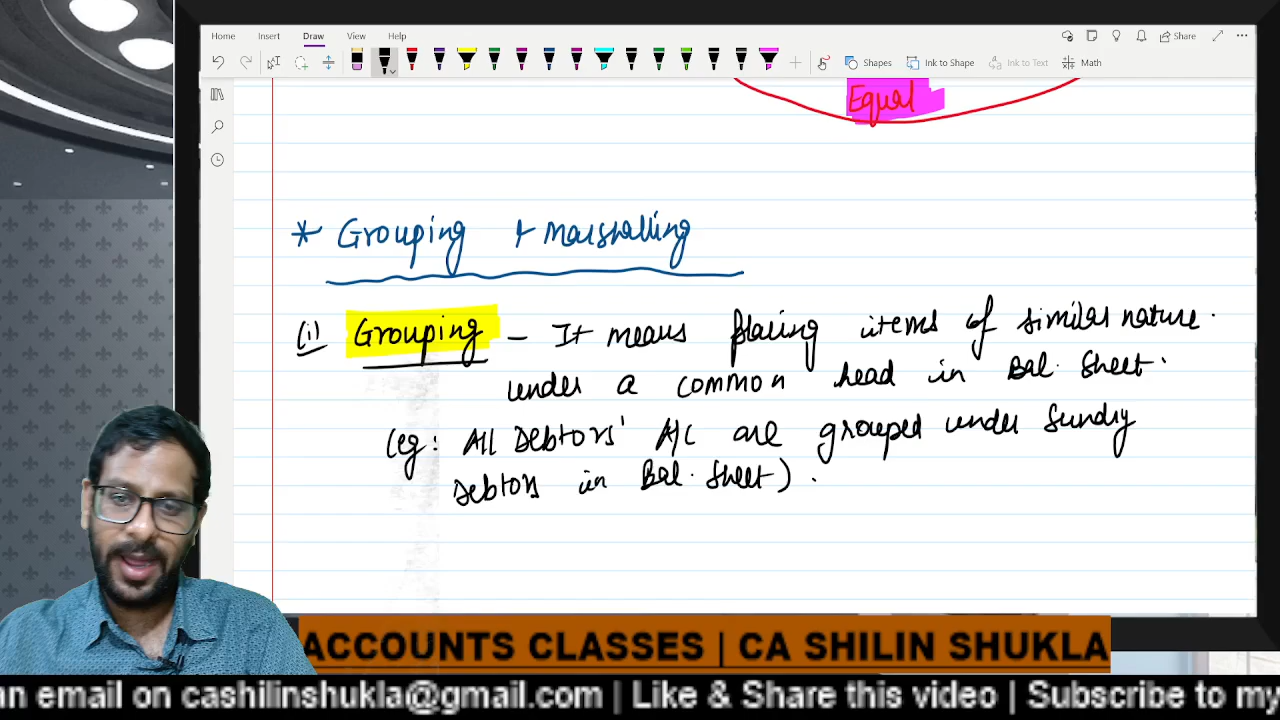 Home Insert Draw View Help
Share
Shapes Ink to Shape Ink to Text Math
Equal
* Grouping + Marshalling
(i) Grouping – It means placing items of similar nature
under a common head in Bal. Sheet.
(eg: All Debtors' A/C are grouped under Sundry
Debtors in Bal. Sheet).
ACCOUNTS CLASSES | CA SHILIN SHUKLA
an email on cashilinshukla@gmail.com | Like & Share this video | Subscribe to my